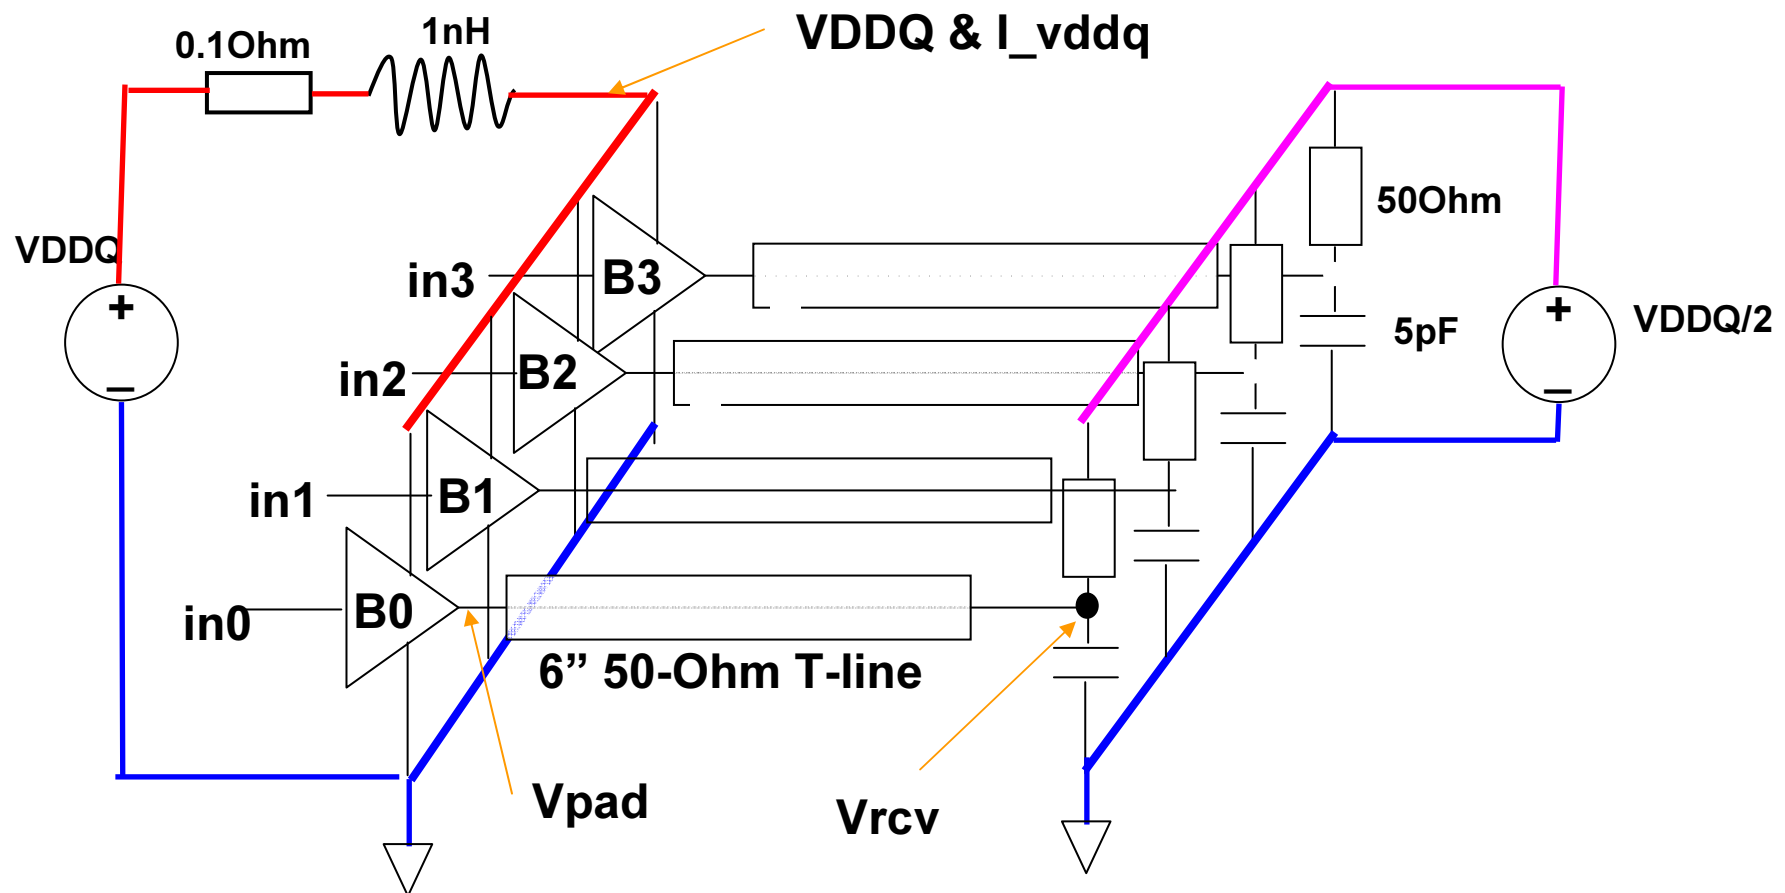 VDDQ & I_vddq
1nH
0.1Ohm
50Ohm
VDDQ
+
–
in3
B3
VDDQ/2
+
–
5pF
in2
B2
in1
B1
in0
B0
6” 50-Ohm T-line
Vpad
Vrcv